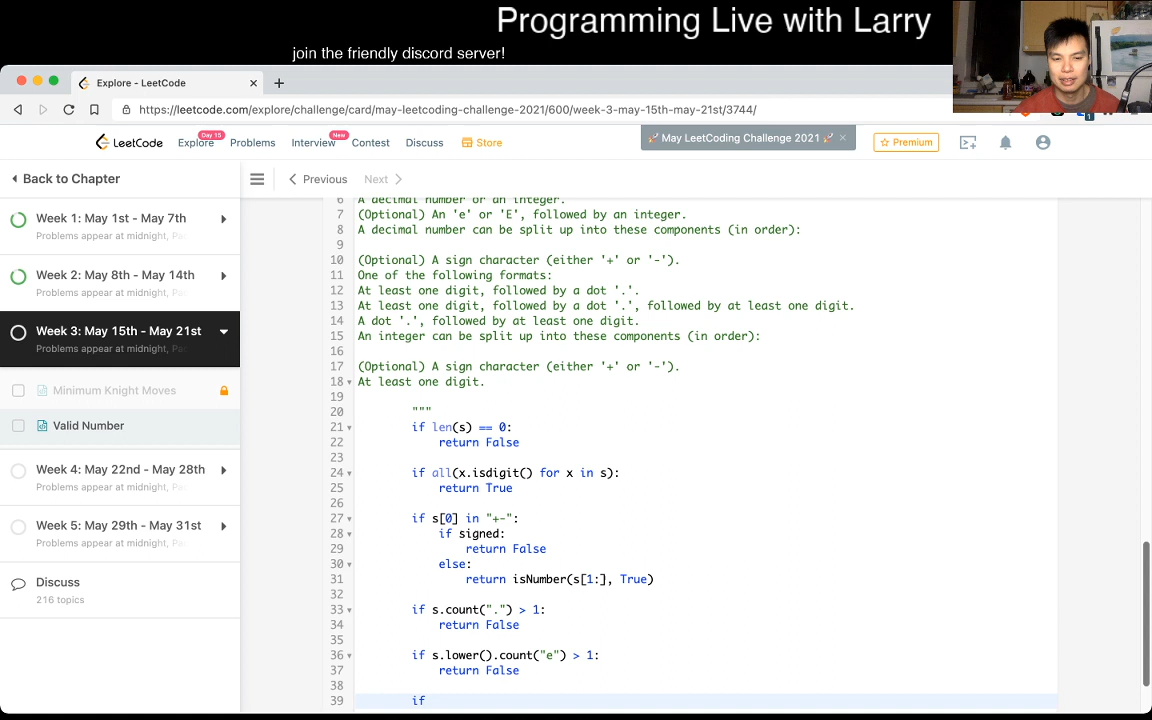 Programming Live with Larry
join the friendly discord server!
Explore - LeetCode
https://leetcode.com/explore/challenge/card/may-leetcoding-challenge-2021/600/week-3-may-15th-may-21st/3744/
LeetCode
Explore
Day 15
Problems
Interview
New
Contest
Discuss
Store
May LeetCoding Challenge 2021
Premium
1
Back to Chapter
Previous
Next
Week 1: May 1st - May 7th
Problems appear at midnight,
Week 2: May 8th - May 14th
Problems appear at midnight,
Week 3: May 15th - May 21st
Problems appear at midnight,
Minimum Knight Moves
Valid Number
Week 4: May 22nd - May 28th
Problems appear at midnight,
Week 5: May 29th - May 31st
Problems appear at midnight,
Discuss
216 topics
6 A decimal number or an integer.
7 (Optional) An 'e' or 'E', followed by an integer.
8 A decimal number can be split up into these components (in order):
9
10 (Optional) A sign character (either '+' or '-').
11 One of the following formats:
12 At least one digit, followed by a dot '.'.
13 At least one digit, followed by a dot '.', followed by at least one digit.
14 A dot '.', followed by at least one digit.
15 An integer can be split up into these components (in order):
16
17 (Optional) A sign character (either '+' or '-').
18 At least one digit.
19
20 """
21 if len(s) == 0:
22 return False
23
24 if all(x.isdigit() for x in s):
25 return True
26
27 if s[0] in "+-":
28 if signed:
29 return False
30 else:
31 return isNumber(s[1:], True)
32
33 if s.count(".") > 1:
34 return False
35
36 if s.lower().count("e") > 1:
37 return False
38
39 if